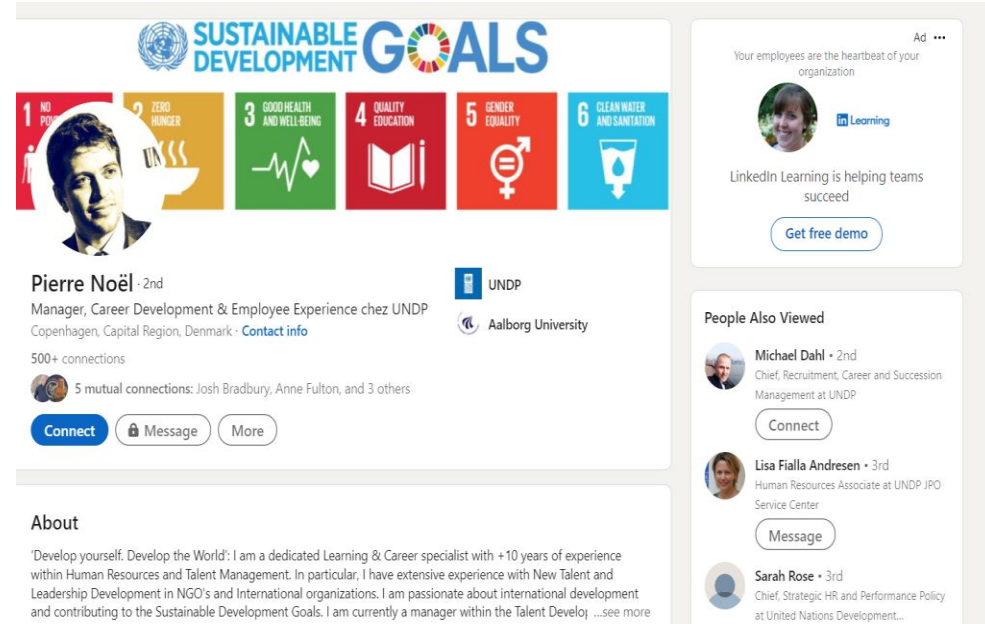 SUSTAINABLE
DEVELOPMENT GOALS
1 NO
2 ZERO
HUNGER
3 GOOD HEALTH
AND WELL-BEING
4 QUALITY
EDUCATION
5 GENDER
EQUALITY
6 CLEAN WATER
AND SANITATION
UN
Pierre Noël · 2nd
Manager, Career Development & Employee Experience chez UNDP
Copenhagen, Capital Region, Denmark · Contact info
500+ connections
5 mutual connections: Josh Bradbury, Anne Fulton, and 3 others
Connect
Message
More
UNDP
Aalborg University
About
'Develop yourself. Develop the World': I am a dedicated Learning & Career specialist with +10 years of experience
within Human Resources and Talent Management. In particular, I have extensive experience with New Talent and
Leadership Development in NGO's and International organizations. I am passionate about international development
and contributing to the Sustainable Development Goals. I am currently a manager within the Talent Develop ...see more
Ad •••
Your employees are the heartbeat of your
organization
in Learning
LinkedIn Learning is helping teams
succeed
Get free demo
People Also Viewed
Michael Dahl • 2nd
Chief, Recruitment, Career and Succession
Management at UNDP
Connect
Lisa Fialla Andresen • 3rd
Human Resources Associate at UNDP JPO
Service Center
Message
Sarah Rose • 3rd
Chief, Strategic HR and Performance Policy
at United Nations Development...